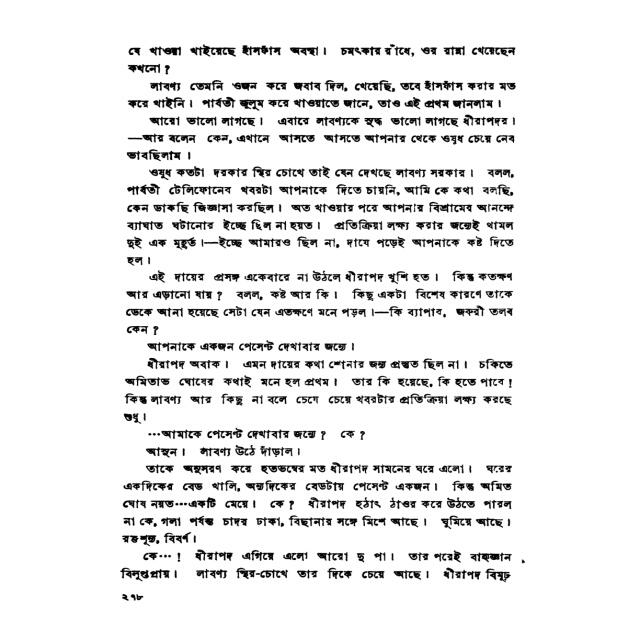 যে খাওয়া খাইয়েছে হাঁসফাঁস অবস্থা। চমৎকার রাঁধে, ওর রান্না খেয়েছেন
কখনো?
লাবণ্য তেমনি ওজন করে জবাব দিল, খেয়েছি, তবে হাঁসফাঁস করার মত
করে খাইনি। পার্বতী জুলুম করে খাওয়াতে জানে, তাও এই প্রথম জানলাম।
আরো ভালো লাগছে। এবারে লাবণ্যকে সুদ্ধ ভালো লাগছে ধীরাপদর।
—আর বলেন কেন, এখানে আসতে আসতে আপনার থেকে ওষুধ চেয়ে নেব
ভাবছিলাম।
ওষুধ কতটা দরকার স্থির চোখে তাই যেন দেখছে লাবণ্য সরকার। বলল,
পার্বতী টেলিফোনের খবরটা আপনাকে দিতে চায়নি, আমি কে কথা বলছি,
কেন ডাকছি জিজ্ঞাসা করছিল। অত খাওয়ার পরে আপনার বিশ্রামের আনন্দে
ব্যাঘাত ঘটানোর ইচ্ছে ছিল না হয়ত। প্রতিক্রিয়া লক্ষ্য করার জন্যেই থামল
দুই এক মুহূর্ত।—ইচ্ছে আমারও ছিল না, দায়ে পড়েই আপনাকে কষ্ট দিতে
হল।
এই দায়ের প্রসঙ্গ একেবারে না উঠলে ধীরাপদ খুশি হত। কিন্তু কতক্ষণ
আর এড়ানো যায়? বলল, কষ্ট আর কি। কিছু একটা বিশেষ কারণে তাকে
ডেকে আনা হয়েছে সেটা যেন এতক্ষণে মনে পড়ল।—কি ব্যাপার, জরুরী তলব
কেন?
আপনাকে একজন পেসেন্ট দেখাবার জন্যে।
ধীরাপদ অবাক। এমন দায়ের কথা শোনার জন্য প্রস্তুত ছিল না। চকিতে
অমিতাভ ঘোষের কথাই মনে হল প্রথম। তার কি হয়েছে, কি হতে পারে!
কিন্তু লাবণ্য আর কিছু না বলে চেয়ে চেয়ে খবরটার প্রতিক্রিয়া লক্ষ্য করছে
শুধু।
···আমাকে পেসেন্ট দেখাবার জন্যে? কে?
আসুন। লাবণ্য উঠে দাঁড়াল।
তাকে অনুসরণ করে হতভম্বের মত ধীরাপদ সামনের ঘরে এলো। ঘরের
একদিকের বেড খালি, অন্যদিকের বেডটায় পেসেন্ট একজন। কিন্তু অমিত
ঘোষ নয়ত···একটি মেয়ে। কে? ধীরাপদ হঠাৎ ঠাওর করে উঠতে পারল
না কে, গলা পর্যন্ত চাদর ঢাকা, বিছানার সঙ্গে মিশে আছে। ঘুমিয়ে আছে।
রক্তশূন্য, বিবর্ণ।
কে···! ধীরাপদ এগিয়ে এলো আরো দু পা। তার পরেই বাহ্যজ্ঞান
বিলুপ্তপ্রায়। লাবণ্য স্থির-চোখে তার দিকে চেয়ে আছে। ধীরাপদ বিমূঢ়
২৭৮